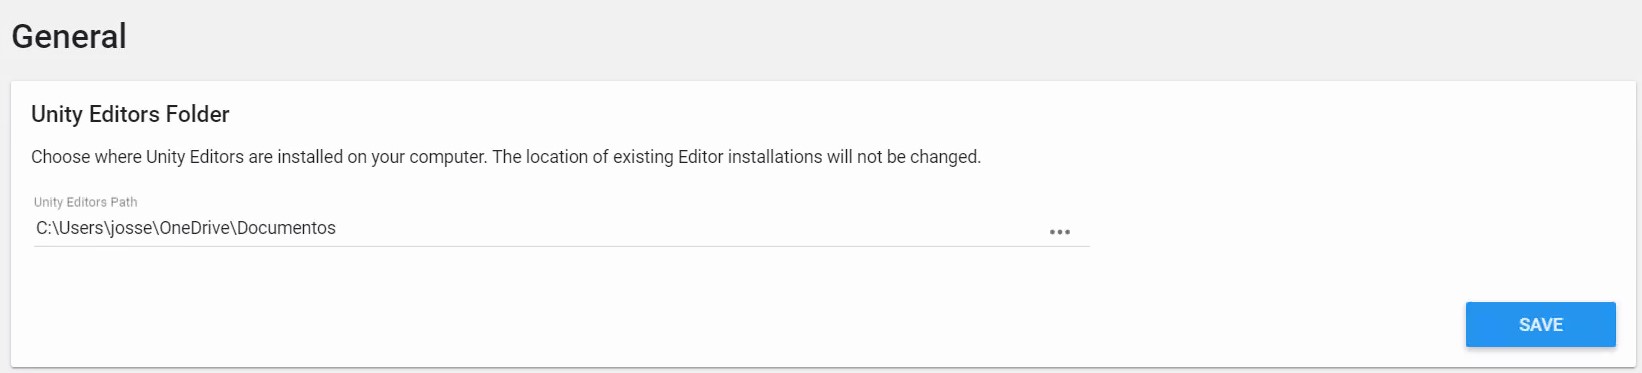 General
Unity Editors Folder
Choose where Unity Editors are installed on your computer. The location of existing Editor installations will not be changed.
Unity Editors Path
C:\Users\josse\OneDrive\Documentos
SAVE